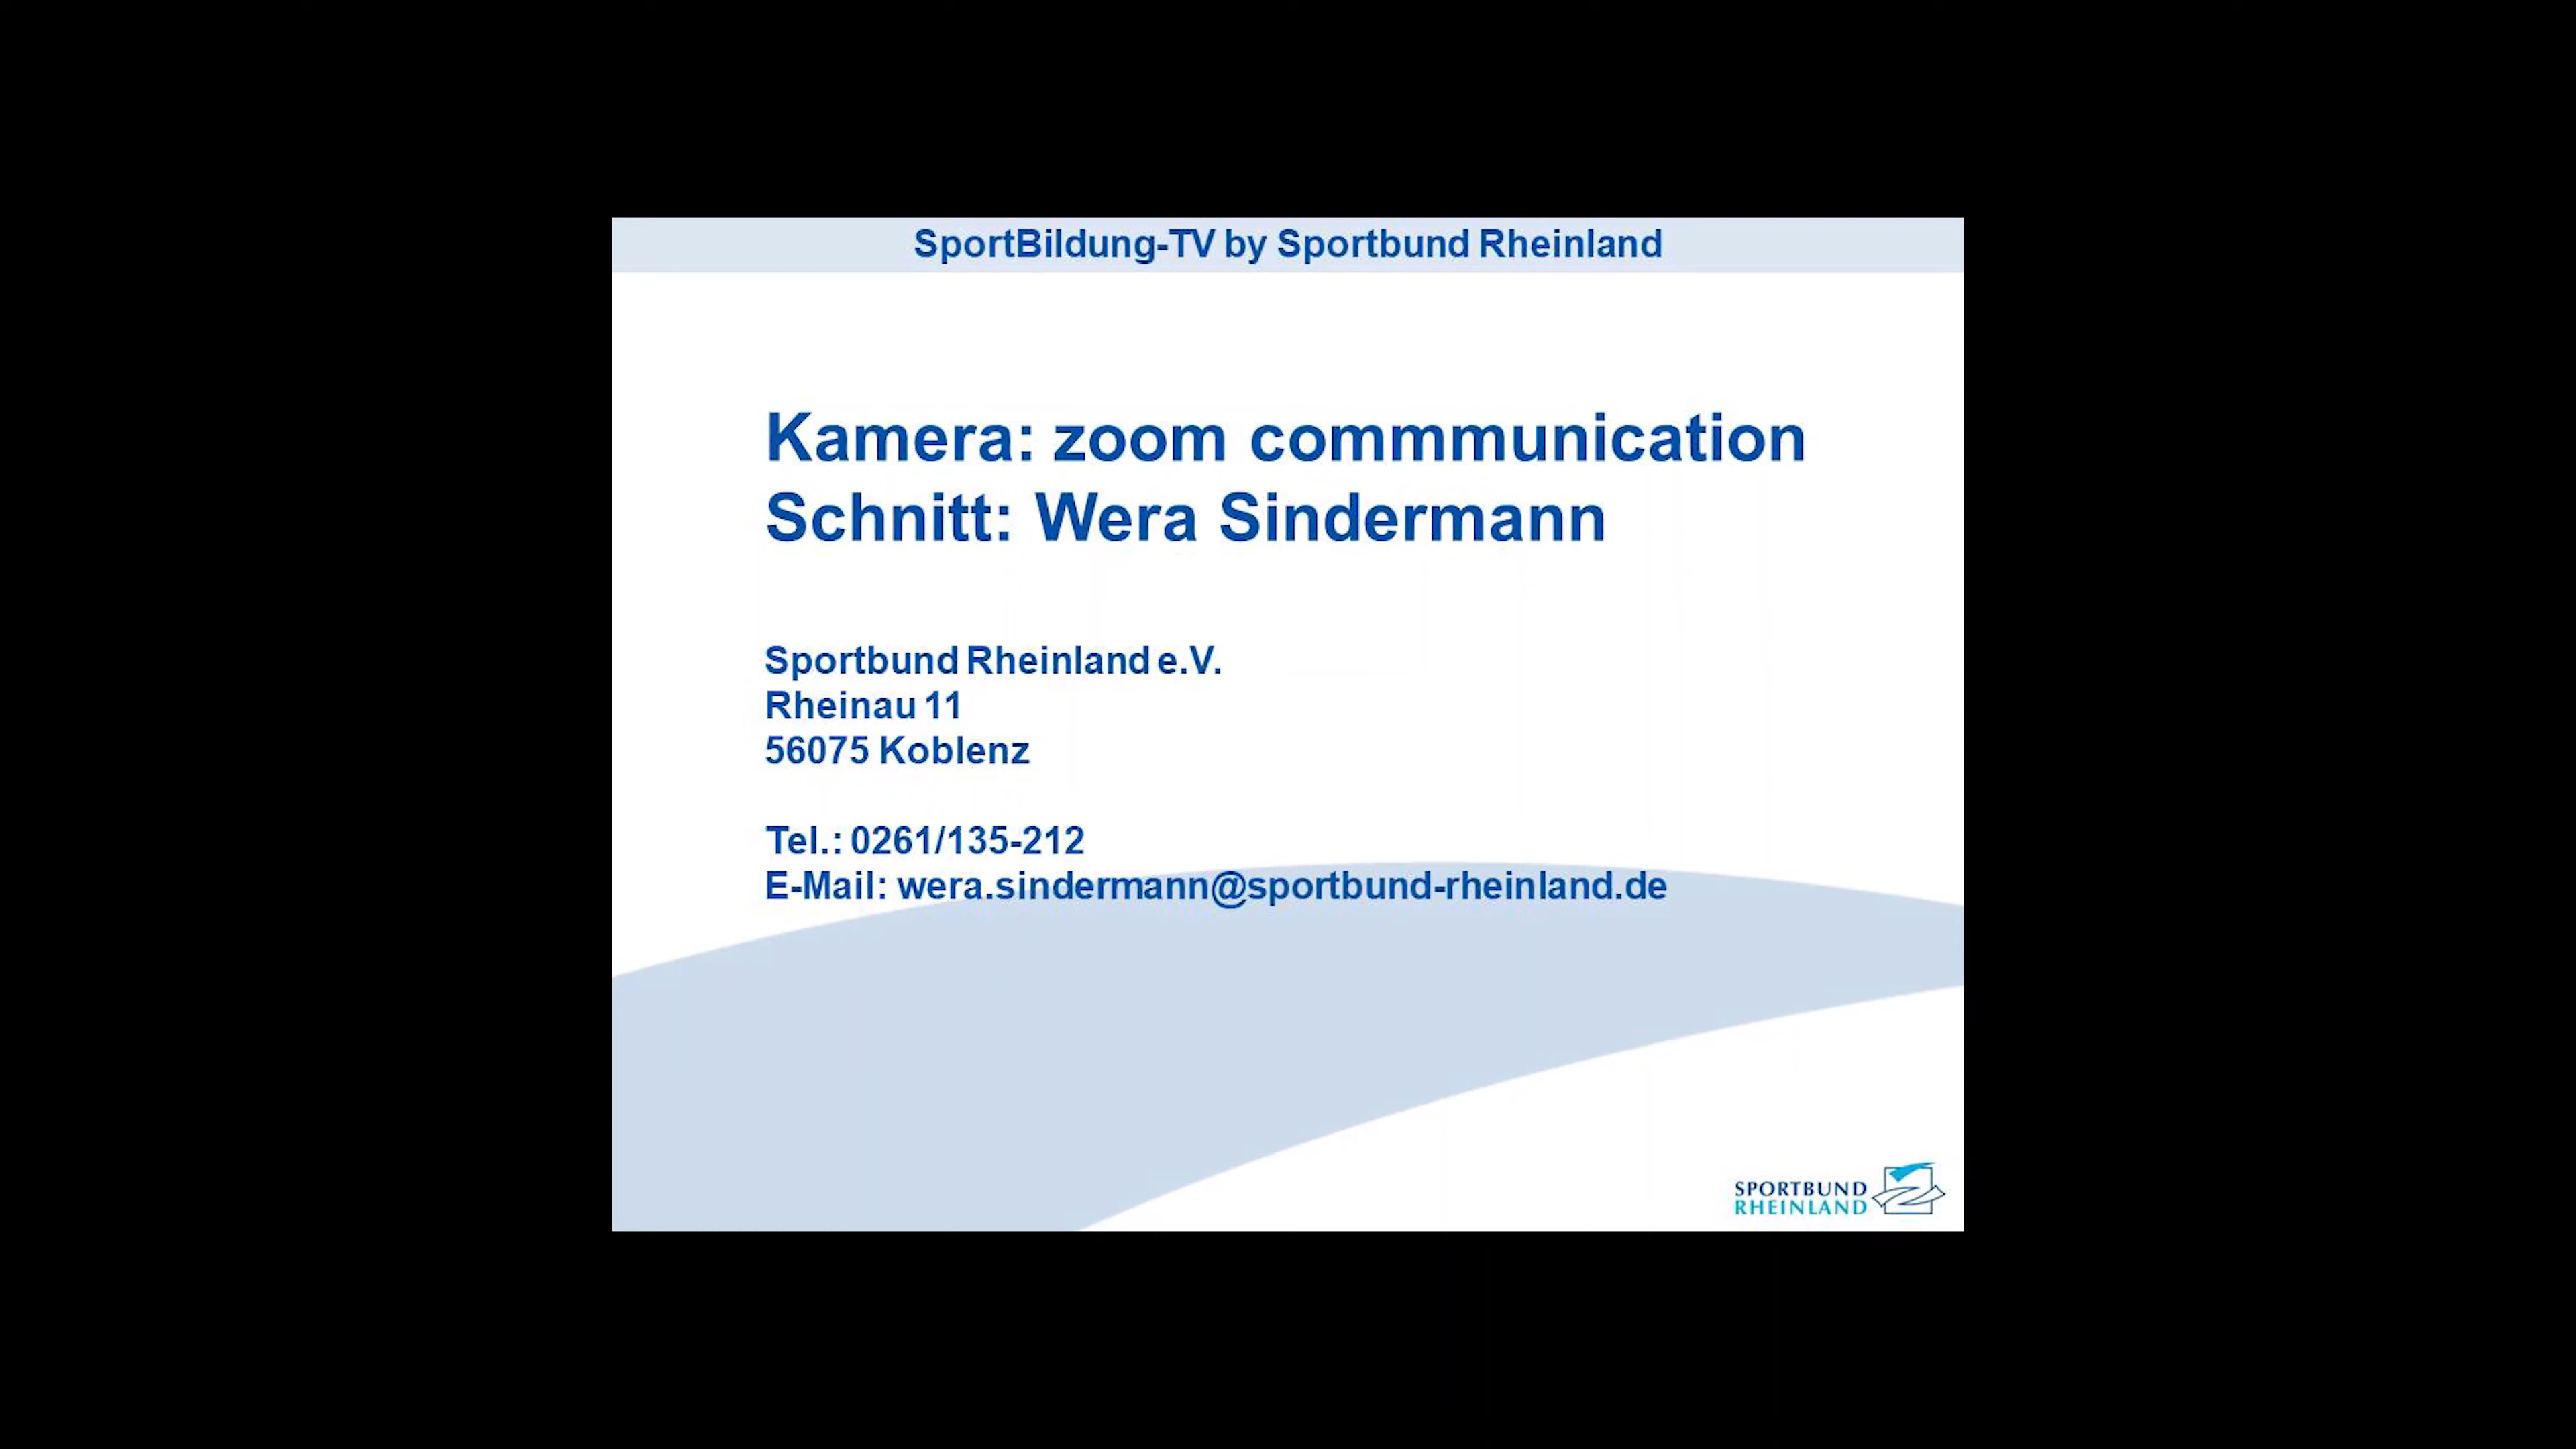 SportBildung-TV by Sportbund Rheinland
Kamera: zoom commmunication
Schnitt: Wera Sindermann
Sportbund Rheinland e.V.
Rheinau 11
56075 Koblenz
Tel.: 0261/135-212
E-Mail: wera.sindermann@sportbund-rheinland.de
SPORTBUND
RHEINLAND